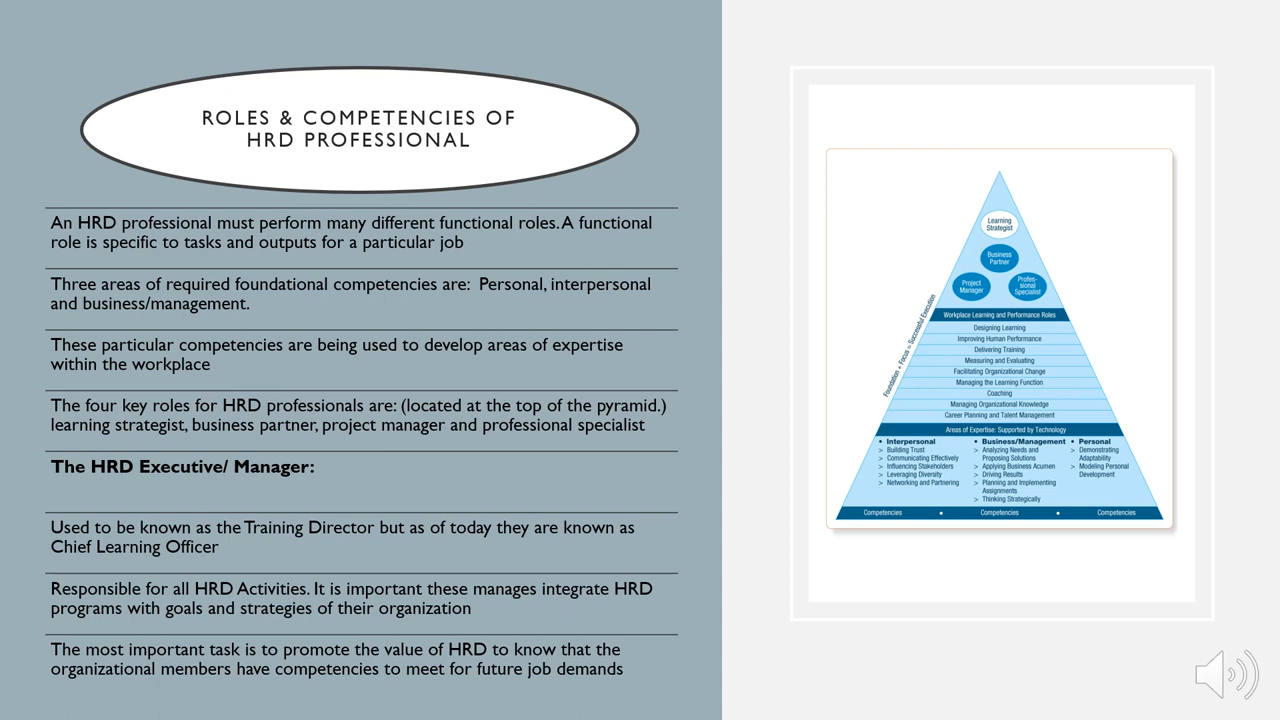 ROLES & COMPETENCIES OF
HRD PROFESSIONAL
An HRD professional must perform many different functional roles. A functional
role is specific to tasks and outputs for a particular job
Three areas of required foundational competencies are: Personal, interpersonal
and business/management.
These particular competencies are being used to develop areas of expertise
within the workplace
The four key roles for HRD professionals are: (located at the top of the pyramid.)
learning strategist, business partner, project manager and professional specialist
The HRD Executive/ Manager:
Used to be known as the Training Director but as of today they are known as
Chief Learning Officer
Responsible for all HRD Activities. It is important these manages integrate HRD
programs with goals and strategies of their organization
The most important task is to promote the value of HRD to know that the
organizational members have competencies to meet for future job demands
Learning
Strategist
Business
Partner
Project
Manager
Profes-
sional
Specialist
Foundation + Focus = Successful Execution
Workplace Learning and Performance Roles
Designing Learning
Improving Human Performance
Delivering Training
Measuring and Evaluating
Facilitating Organizational Change
Managing the Learning Function
Coaching
Managing Organizational Knowledge
Career Planning and Talent Management
Areas of Expertise: Supported by Technology
• Interpersonal
> Building Trust
> Communicating Effectively
> Influencing Stakeholders
> Leveraging Diversity
> Networking and Partnering
• Business/Management
> Analyzing Needs and
Proposing Solutions
> Applying Business Acumen
> Driving Results
> Planning and Implementing
Assignments
> Thinking Strategically
• Personal
> Demonstrating
Adaptability
> Modeling Personal
Development
Competencies • Competencies • Competencies